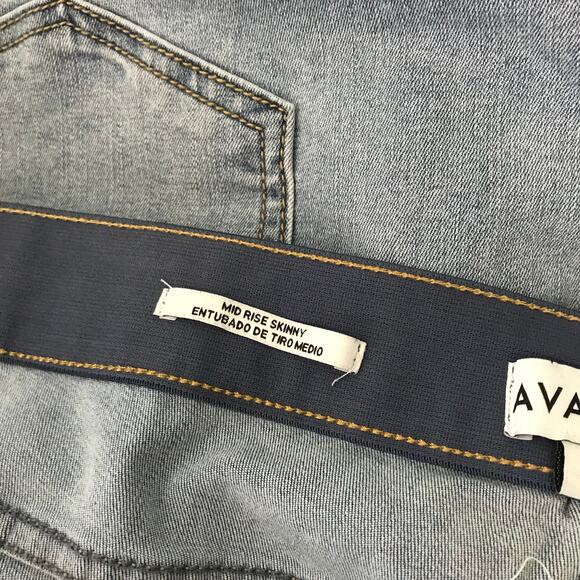 MID RISE SKINNY
ENTUBADO DE TIRO MEDIO
AVA